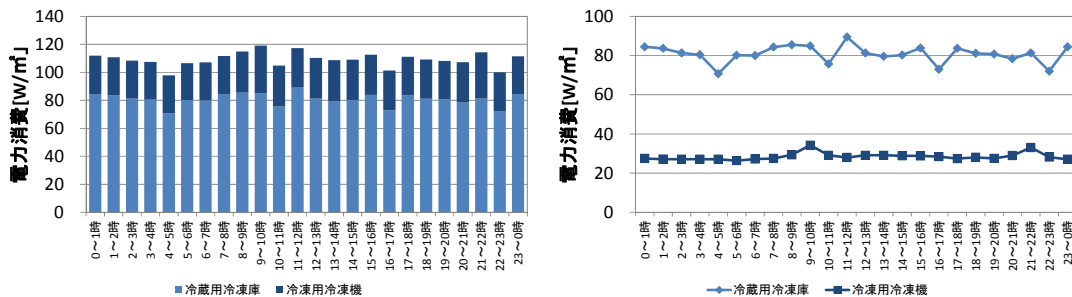 140
120
100
80
60
40
20
0
電力消費[W/㎡]
0～1時
1～2時
2～3時
3～4時
4～5時
5～6時
6～7時
7～8時
8～9時
9～10時
10～11時
11～12時
12～13時
13～14時
14～15時
15～16時
16～17時
17～18時
18～19時
19～20時
20～21時
21～22時
22～23時
23～0時
冷蔵用冷凍庫 冷凍用冷凍機
100
80
60
40
20
0
電力消費[W/㎡]
0～1時
1～2時
2～3時
3～4時
4～5時
5～6時
6～7時
7～8時
8～9時
9～10時
10～11時
11～12時
12～13時
13～14時
14～15時
15～16時
16～17時
17～18時
18～19時
19～20時
20～21時
21～22時
22～23時
23～0時
冷蔵用冷凍庫 冷凍用冷凍機